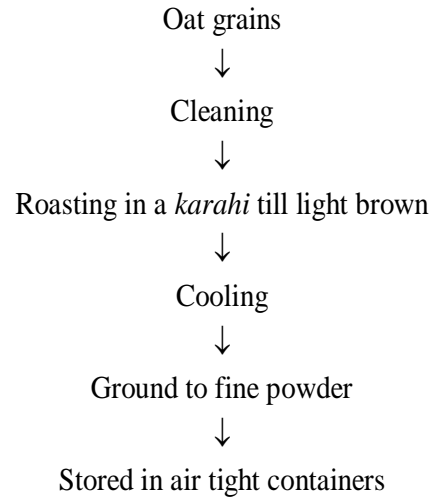 Oat grains
↓
Cleaning
↓
Roasting in a karahi till light brown
↓
Cooling
↓
Ground to fine powder
↓
Stored in air tight containers